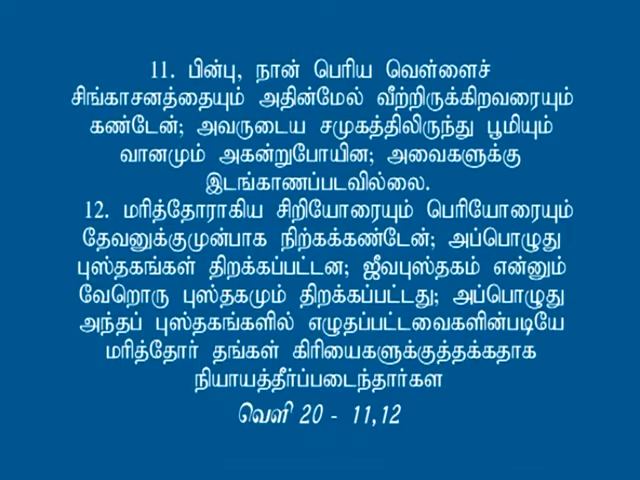 11. பின்பு, நான் பெரிய வெள்ளைச்
சிங்காசனத்தையும் அதின்மேல் வீற்றிருக்கிறவரையும்
கண்டேன்; அவருடைய சமுகத்திலிருந்து பூமியும்
வானமும் அகன்றுபோயின; அவைகளுக்கு
இடங்காணப்படவில்லை.
12. மரித்தோராகிய சிறியோரையும் பெரியோரையும்
தேவனுக்குமுன்பாக நிற்கக்கண்டேன்; அப்பொழுது
புஸ்தகங்கள் திறக்கப்பட்டன; ஜீவபுஸ்தகம் என்னும்
வேறொரு புஸ்தகமும் திறக்கப்பட்டது; அப்பொழுது
அந்தப் புஸ்தகங்களில் எழுதப்பட்டவைகளின்படியே
மரித்தோர் தங்கள் கிரியைகளுக்குத்தக்கதாக
நியாயத்தீர்ப்படைந்தார்கள
வெளி 20 - 11,12